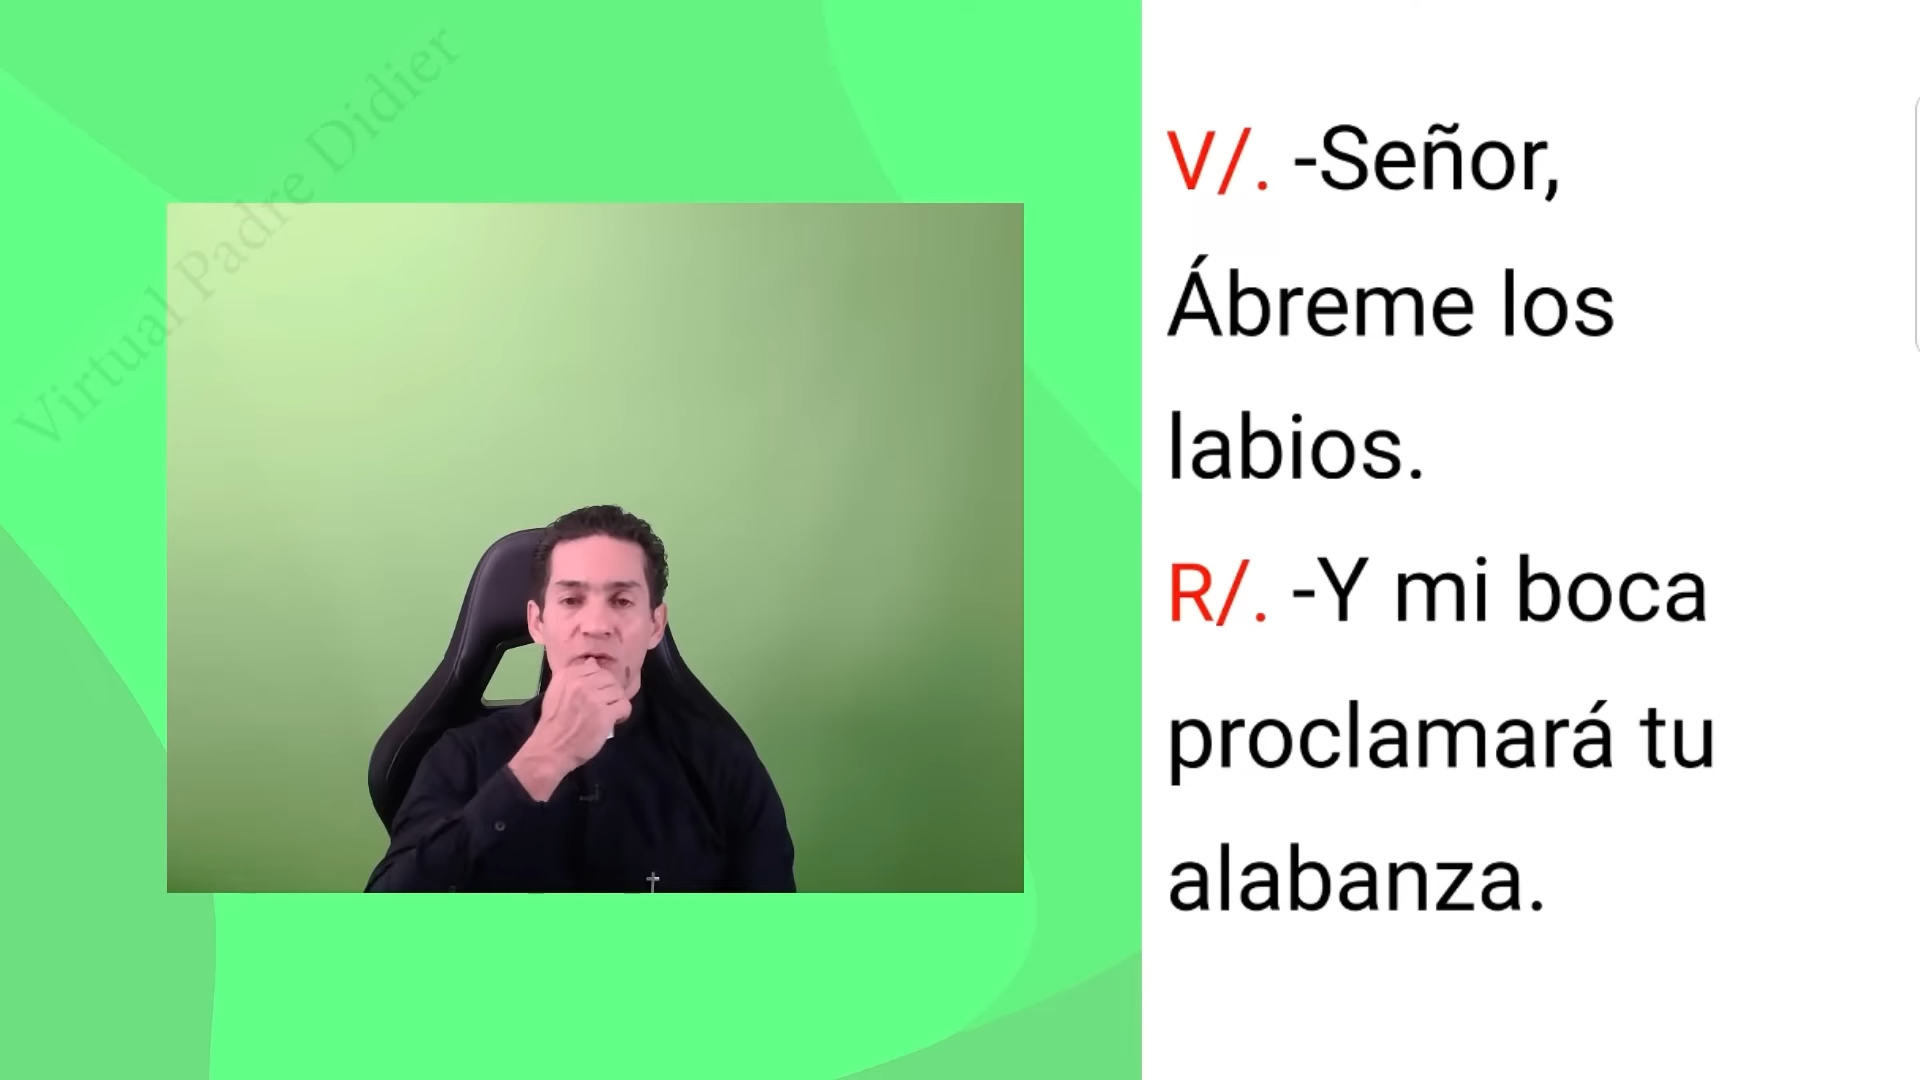 Virtual Padre Didier
V/. -Señor,
Ábreme los
labios.
R/. -Y mi boca
proclamará tu
alabanza.